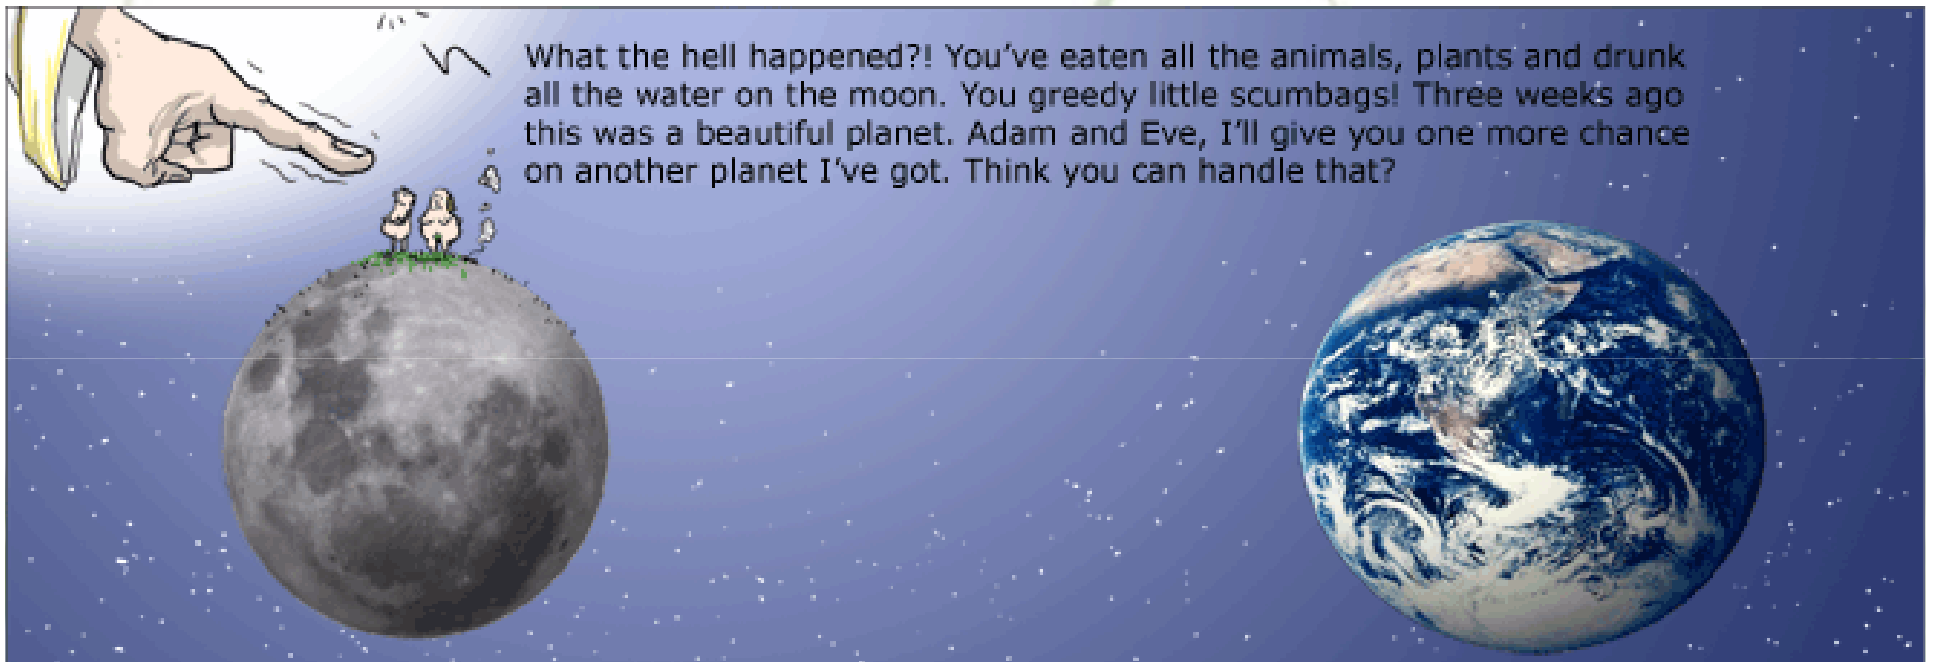 What the hell happened?! You've eaten all the animals, plants and drunk
all the water on the moon. You greedy little scumbags! Three weeks ago
this was a beautiful planet. Adam and Eve, I'll give you one more chance
on another planet I've got. Think you can handle that?